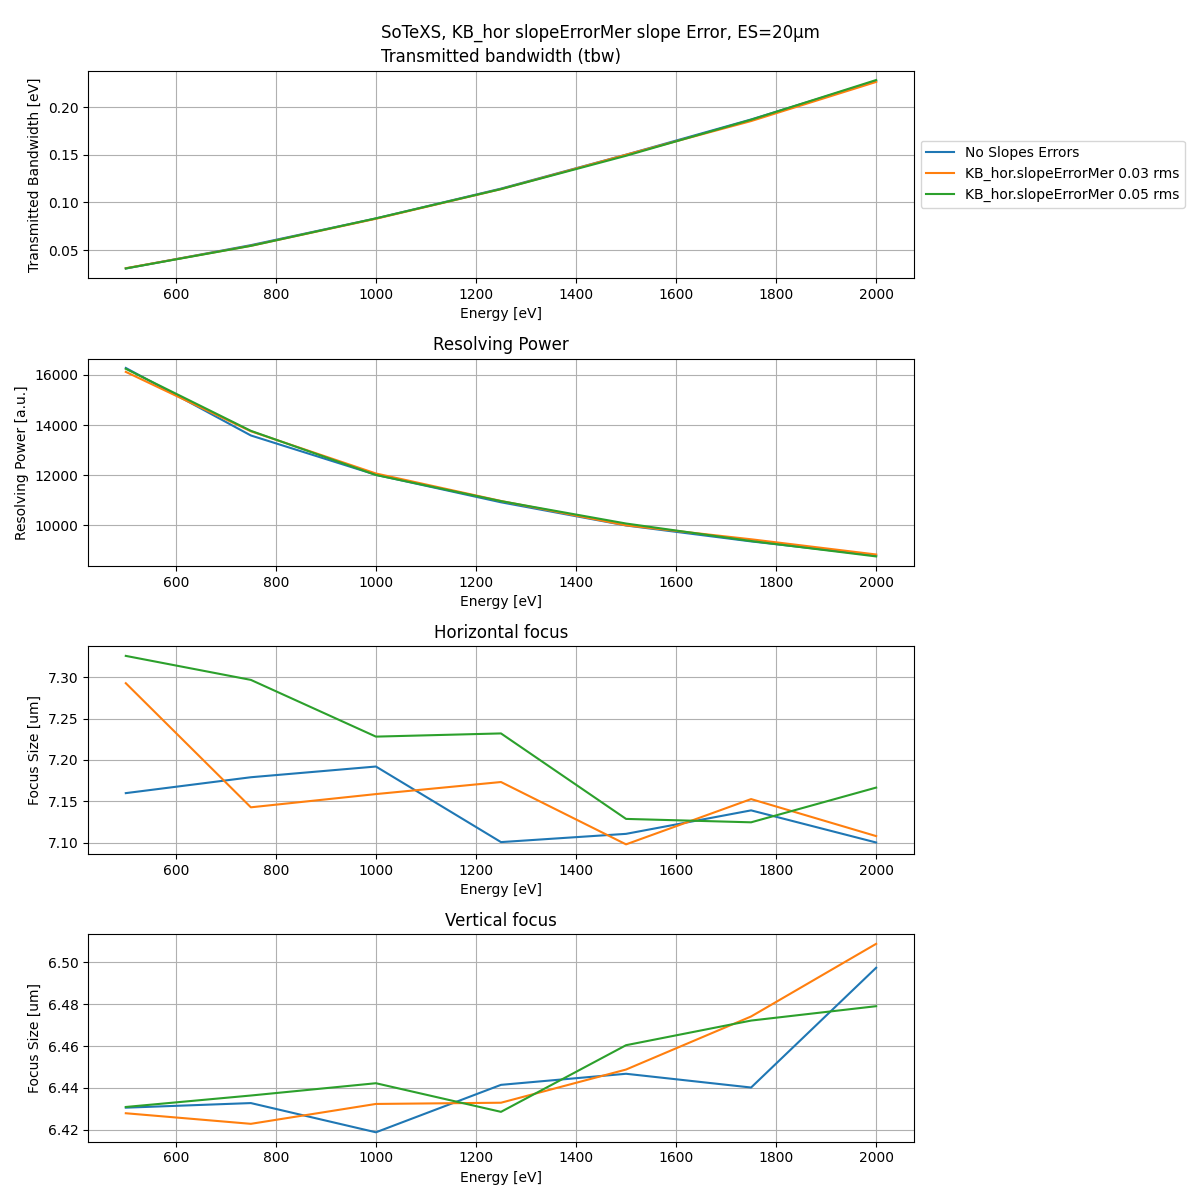 SoTeXS, KB_hor slopeErrorMer slope Error, ES=20μm
Transmitted bandwidth (tbw)
Transmitted Bandwidth [eV]
0.20
0.15
0.10
0.05
600 800 1000 1200 1400 1600 1800 2000
Energy [eV]
No Slopes Errors
KB_hor.slopeErrorMer 0.03 rms
KB_hor.slopeErrorMer 0.05 rms
Resolving Power
Resolving Power [a.u.]
16000
14000
12000
10000
600 800 1000 1200 1400 1600 1800 2000
Energy [eV]
Horizontal focus
Focus Size [um]
7.30
7.25
7.20
7.15
7.10
600 800 1000 1200 1400 1600 1800 2000
Energy [eV]
Vertical focus
Focus Size [um]
6.50
6.48
6.46
6.44
6.42
600 800 1000 1200 1400 1600 1800 2000
Energy [eV]